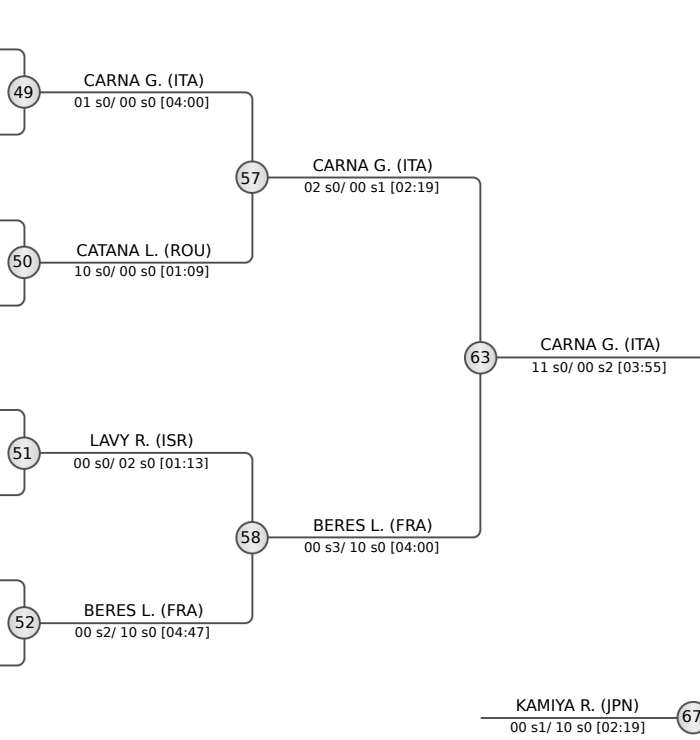 49
CARNA G. (ITA)
01 s0/ 00 s0 [04:00]
57
CARNA G. (ITA)
02 s0/ 00 s1 [02:19]
50
CATANA L. (ROU)
10 s0/ 00 s0 [01:09]
63
CARNA G. (ITA)
11 s0/ 00 s2 [03:55]
51
LAVY R. (ISR)
00 s0/ 02 s0 [01:13]
58
BERES L. (FRA)
00 s3/ 10 s0 [04:00]
52
BERES L. (FRA)
00 s2/ 10 s0 [04:47]
KAMIYA R. (JPN)
00 s1/ 10 s0 [02:19]
67